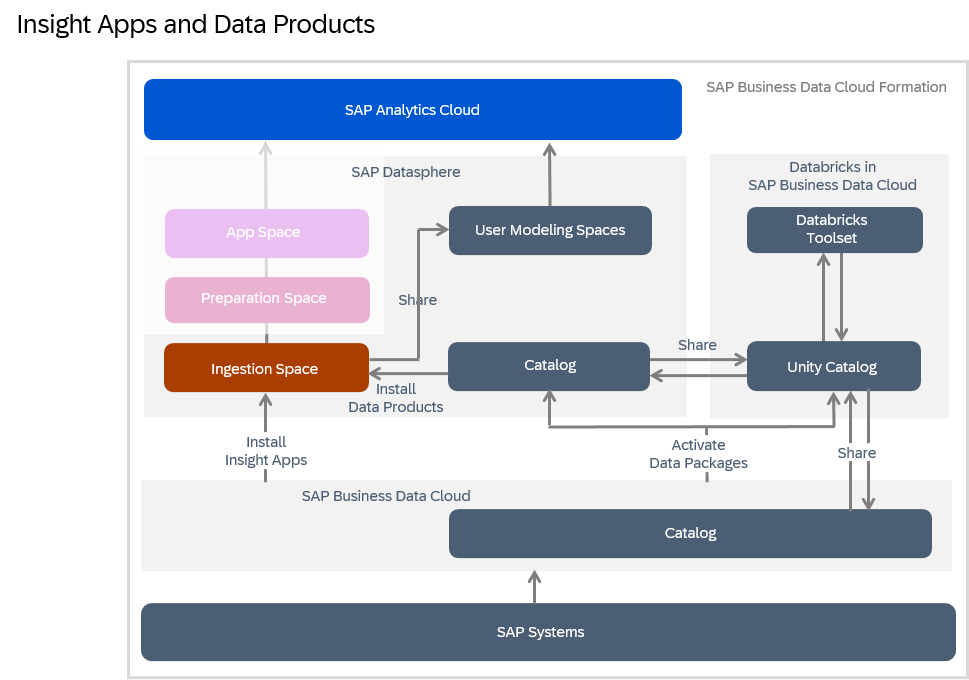 Insight Apps and Data Products
SAP Business Data Cloud Formation
SAP Analytics Cloud
SAP Datasphere
Databricks in
SAP Business Data Cloud
App Space
User Modeling Spaces
Databricks
Toolset
Preparation Space
Share
Ingestion Space
Catalog
Share
Unity Catalog
Install
Data Products
Install
Insight Apps
Activate
Data Packages
Share
SAP Business Data Cloud
Catalog
SAP Systems